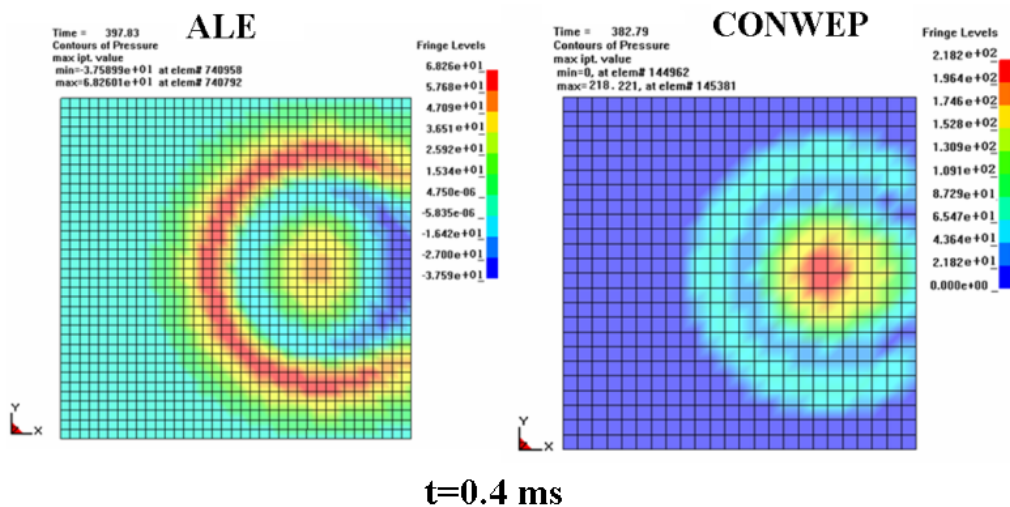 ALE
Time = 397.83
Contours of Pressure
max ipt. value
min=-3.75899e+01 at elem# 740958
max=6.82601e+01 at elem# 740792
Fringe Levels
6.826e+01
5.768e+01
4.709e+01
3.651e+01
2.592e+01
1.534e+01
4.750e-06
-5.835e-06
-1.642e+01
-2.700e+01
-3.759e+01
Y
X
CONWEP
Time = 382.79
Contours of Pressure
max ipt. value
min=0, at elem# 144962
max=218.221, at elem# 145381
Fringe Levels
2.182e+02
1.964e+02
1.746e+02
1.528e+02
1.309e+02
1.091e+02
8.729e+01
6.547e+01
4.364e+01
2.182e+01
0.000e+00
Y
X
t=0.4 ms